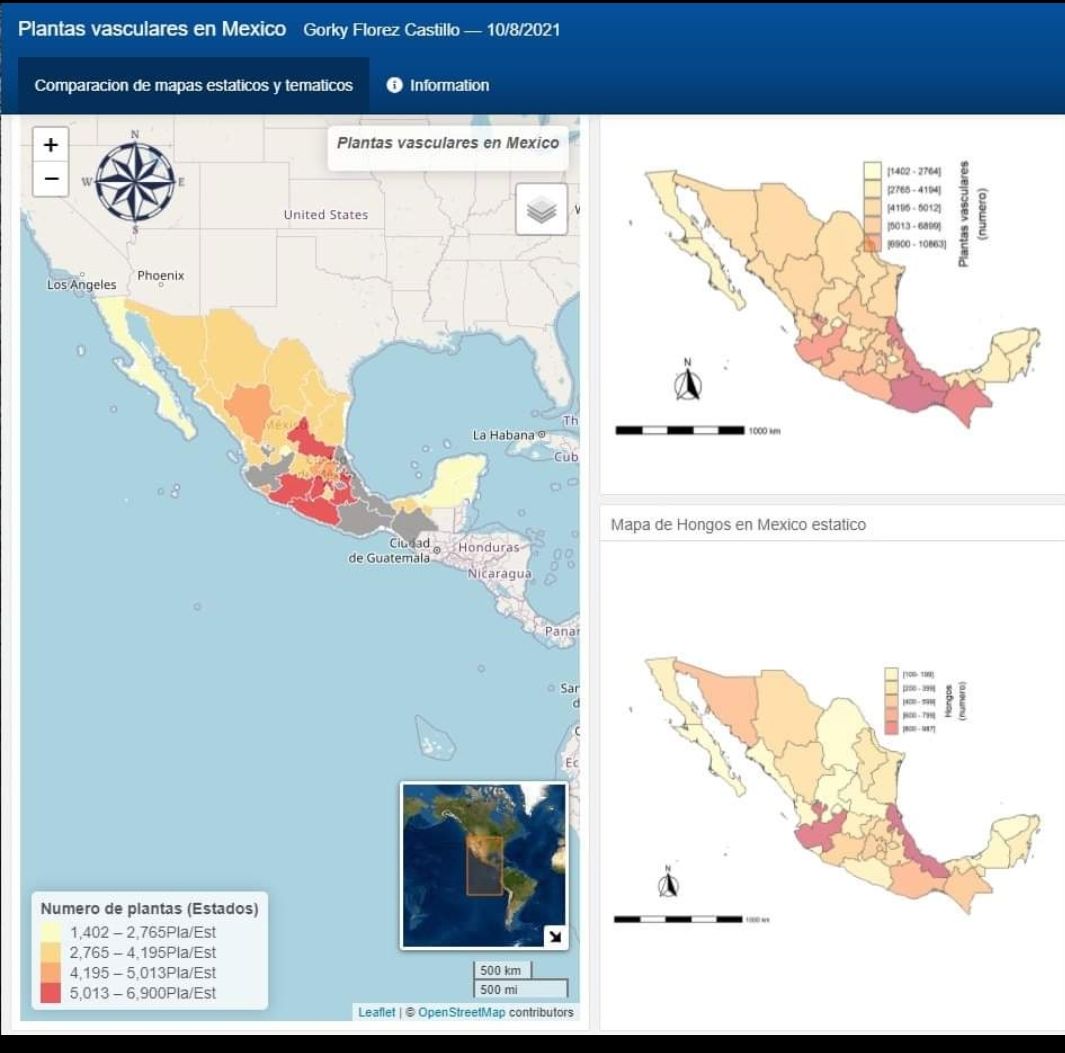 Plantas vasculares en Mexico Gorky Florez Castillo — 10/8/2021
Comparacion de mapas estaticos y tematicos Information
+
−
N
W E
S
Plantas vasculares en Mexico
United States
Los Angeles
Phoenix
México
La Habana
Th
Cub
Ciudad
de Guatemala
Honduras
Nicaragua
Panar
Sar
Ec
Numero de plantas (Estados)
1,402 – 2,765Pla/Est
2,765 – 4,195Pla/Est
4,195 – 5,013Pla/Est
5,013 – 6,900Pla/Est
500 km
500 mi
Leaflet | © OpenStreetMap contributors
[1402 - 2764]
[2765 - 4194]
[4195 - 5012]
[5013 - 6899]
[6900 - 10863]
Plantas vasculares
(numero)
N
1000 km
Mapa de Hongos en Mexico estatico
[100- 199]
[200 - 399]
[400 - 599]
[600 - 799]
[800 - 987]
Hongos
(numero)
N
1000 km